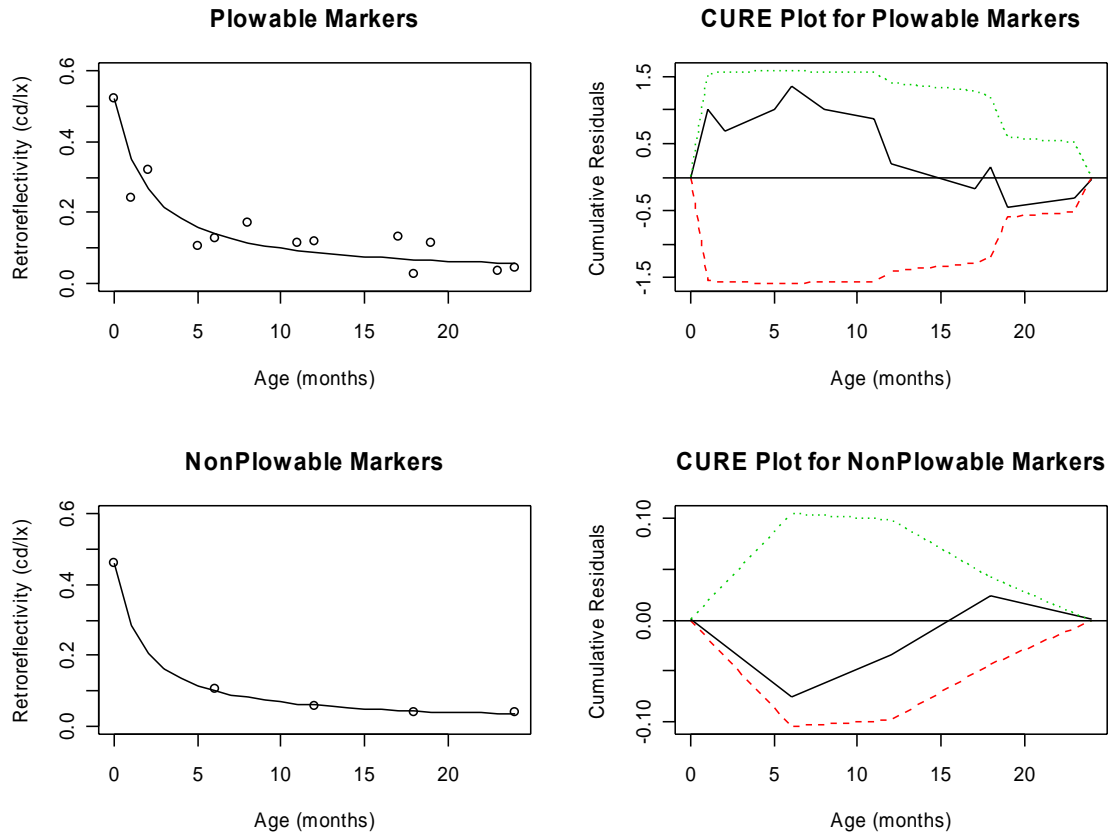 Plowable Markers
Retroreflectivity (cd/lx)
0.6
0.4
0.2
0.0
0 5 10 15 20
Age (months)
CURE Plot for Plowable Markers
Cumulative Residuals
1.5
0.5
-0.5
-1.5
0 5 10 15 20
Age (months)
NonPlowable Markers
Retroreflectivity (cd/lx)
0.6
0.4
0.2
0.0
0 5 10 15 20
Age (months)
CURE Plot for NonPlowable Markers
Cumulative Residuals
0.10
0.00
-0.10
0 5 10 15 20
Age (months)